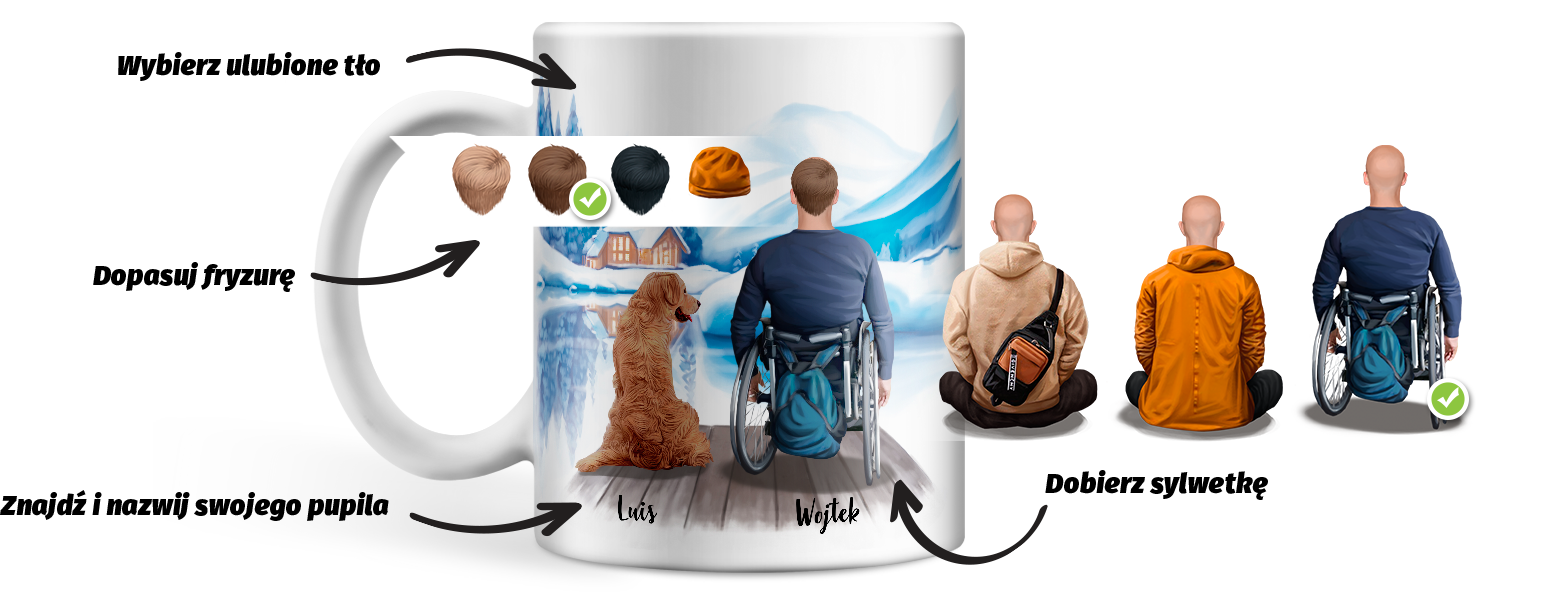 Wybierz ulubione tło
Dopasuj fryzurę
Znajdź i nazwij swojego pupila
Luis
Wojtek
Dobierz sylwetkę